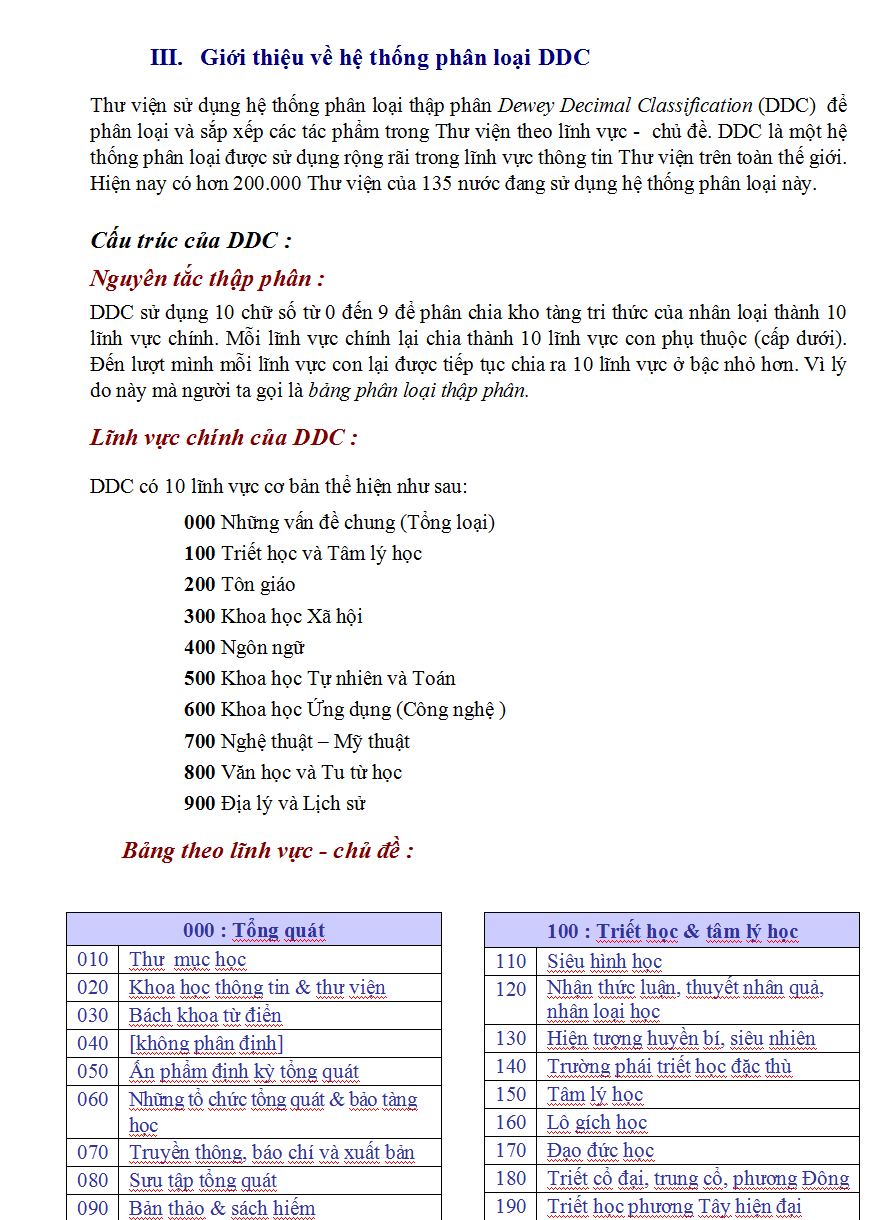 III. Giới thiệu về hệ thống phân loại DDC
Thư viện sử dụng hệ thống phân loại thập phân Dewey Decimal Classification (DDC) để
phân loại và sắp xếp các tác phẩm trong Thư viện theo lĩnh vực - chủ đề. DDC là một hệ
thống phân loại được sử dụng rộng rãi trong lĩnh vực thông tin Thư viện trên toàn thế giới.
Hiện nay có hơn 200.000 Thư viện của 135 nước đang sử dụng hệ thống phân loại này.
Cấu trúc của DDC :
Nguyên tắc thập phân :
DDC sử dụng 10 chữ số từ 0 đến 9 để phân chia kho tàng tri thức của nhân loại thành 10
lĩnh vực chính. Mỗi lĩnh vực chính lại chia thành 10 lĩnh vực con phụ thuộc (cấp dưới).
Đến lượt mình mỗi lĩnh vực con lại được tiếp tục chia ra 10 lĩnh vực ở bậc nhỏ hơn. Vì lý
do này mà người ta gọi là bảng phân loại thập phân.
Lĩnh vực chính của DDC :
DDC có 10 lĩnh vực cơ bản thể hiện như sau:
000 Những vấn đề chung (Tổng loại)
100 Triết học và Tâm lý học
200 Tôn giáo
300 Khoa học Xã hội
400 Ngôn ngữ
500 Khoa học Tự nhiên và Toán
600 Khoa học Ứng dụng (Công nghệ )
700 Nghệ thuật – Mỹ thuật
800 Văn học và Tu từ học
900 Địa lý và Lịch sử
Bảng theo lĩnh vực - chủ đề :
000 : Tổng quát
010 Thư mục học
020 Khoa học thông tin & thư viện
030 Bách khoa từ điển
040 [không phân định]
050 Ấn phẩm định kỳ tổng quát
060 Những tổ chức tổng quát & bảo tàng
học
070 Truyền thông, báo chí và xuất bản
080 Sưu tập tổng quát
090 Bản thảo & sách hiếm
100 : Triết học & tâm lý học
110 Siêu hình học
120 Nhận thức luận, thuyết nhân quả,
nhân loại học
130 Hiện tượng huyền bí, siêu nhiên
140 Trường phái triết học đặc thù
150 Tâm lý học
160 Lô gích học
170 Đạo đức học
180 Triết cổ đại, trung cổ, phương Đông
190 Triết học phương Tây hiện đại